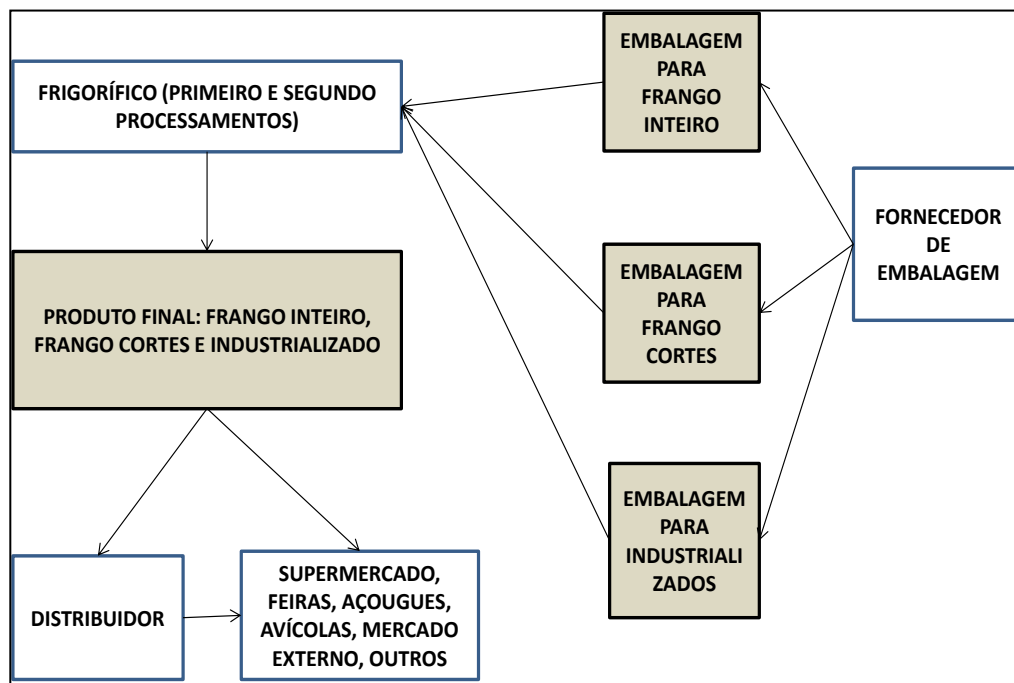 FRIGORÍFICO (PRIMEIRO E SEGUNDO
PROCESSAMENTOS)
EMBALAGEM
PARA
FRANGO
INTEIRO
FORNECEDOR
DE
EMBALAGEM
PRODUTO FINAL: FRANGO INTEIRO,
FRANGO CORTES E INDUSTRIALIZADO
EMBALAGEM
PARA
FRANGO
CORTES
EMBALAGEM
PARA
INDUSTRIALI
ZADOS
DISTRIBUIDOR
SUPERMERCADO,
FEIRAS, AÇOUGUES,
AVÍCOLAS, MERCADO
EXTERNO, OUTROS